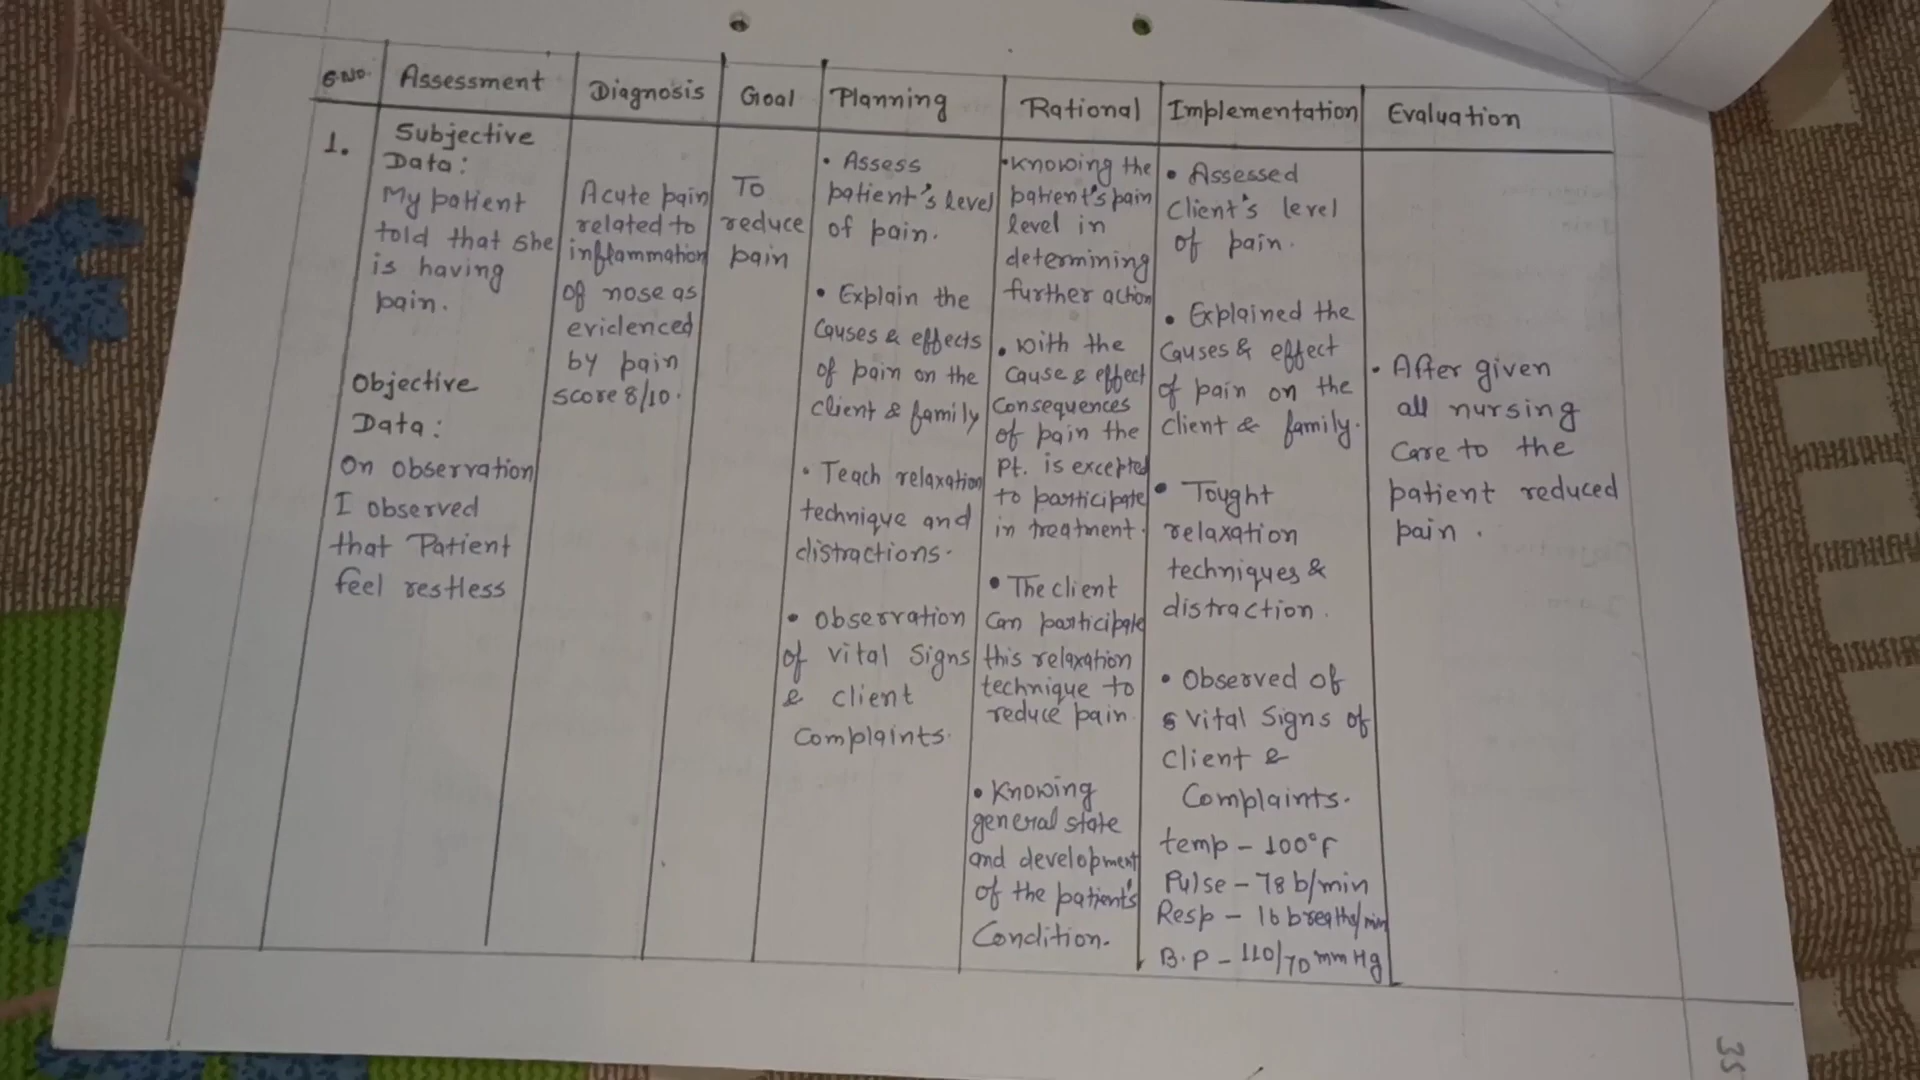 S.No.
Assessment
Diagnosis
Goal
Planning
Rational
Implementation
Evaluation
1.
Subjective
Data:
My patient
told that she
is having
pain.
Objective
Data:
On observation
I observed
that Patient
feel restless
Acute pain
related to
inflammation
of nose as
evidenced
by pain
score 8/10.
To
reduce
pain
• Assess
patient's level
of pain.
• Explain the
causes & effects
of pain on the
client & family
• Teach relaxation
technique and
distractions.
• Observation
of vital signs
& client
complaints.
• Knowing the
patient's pain
level in
determining
further action
• With the
cause & effect
consequences
of pain the
pt. is excepted
to participate
in treatment.
• The client
can participate
this relaxation
technique to
reduce pain.
• Knowing
general state
and development
of the patient's
Condition.
• Assessed
client's level
of pain.
• Explained the
causes & effect
of pain on the
client & family.
• Tought
relaxation
techniques &
distraction.
• Observed of
vital signs of
client &
Complaints.
temp - 100°F
Pulse - 78 b/min
Resp - 16 breaths/min
B.P - 110/70 mmHg
• After given
all nursing
care to the
patient reduced
pain.
35